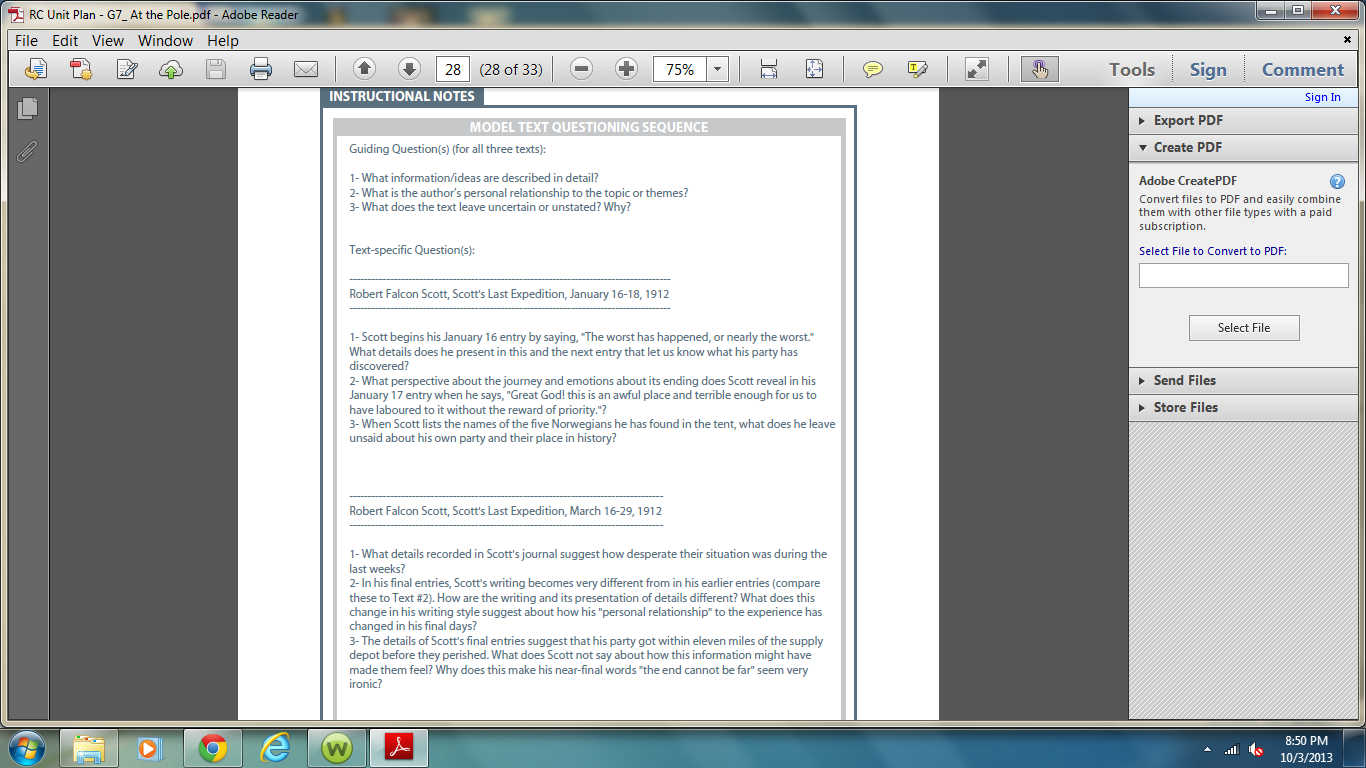 RC Unit Plan - G7_ At the Pole.pdf - Adobe Reader
File Edit View Window Help
28 (28 of 33) 75% Tools Sign Comment
Sign In
Export PDF
Create PDF
Adobe CreatePDF
Convert files to PDF and easily combine
them with other file types with a paid
subscription.
Select File to Convert to PDF:
Select File
Send Files
Store Files
INSTRUCTIONAL NOTES
MODEL TEXT QUESTIONING SEQUENCE
Guiding Question(s) (for all three texts):
1- What information/ideas are described in detail?
2- What is the author's personal relationship to the topic or themes?
3- What does the text leave uncertain or unstated? Why?
Text-specific Question(s):
Robert Falcon Scott, Scott's Last Expedition, January 16-18, 1912
1- Scott begins his January 16 entry by saying, "The worst has happened, or nearly the worst."
What details does he present in this and the next entry that let us know what his party has
discovered?
2- What perspective about the journey and emotions about its ending does Scott reveal in his
January 17 entry when he says, "Great God! this is an awful place and terrible enough for us to
have laboured to it without the reward of priority."?
3- When Scott lists the names of the five Norwegians he has found in the tent, what does he leave
unsaid about his own party and their place in history?
Robert Falcon Scott, Scott's Last Expedition, March 16-29, 1912
1- What details recorded in Scott's journal suggest how desperate their situation was during the
last weeks?
2- In his final entries, Scott's writing becomes very different from in his earlier entries (compare
these to Text #2). How are the writing and its presentation of details different? What does this
change in his writing style suggest about how his "personal relationship" to the experience has
changed in his final days?
3- The details of Scott's final entries suggest that his party got within eleven miles of the supply
depot before they perished. What does Scott not say about how this information might have
made them feel? Why does this make his near-final words "the end cannot be far" seem very
ironic?
8:50 PM
10/3/2013